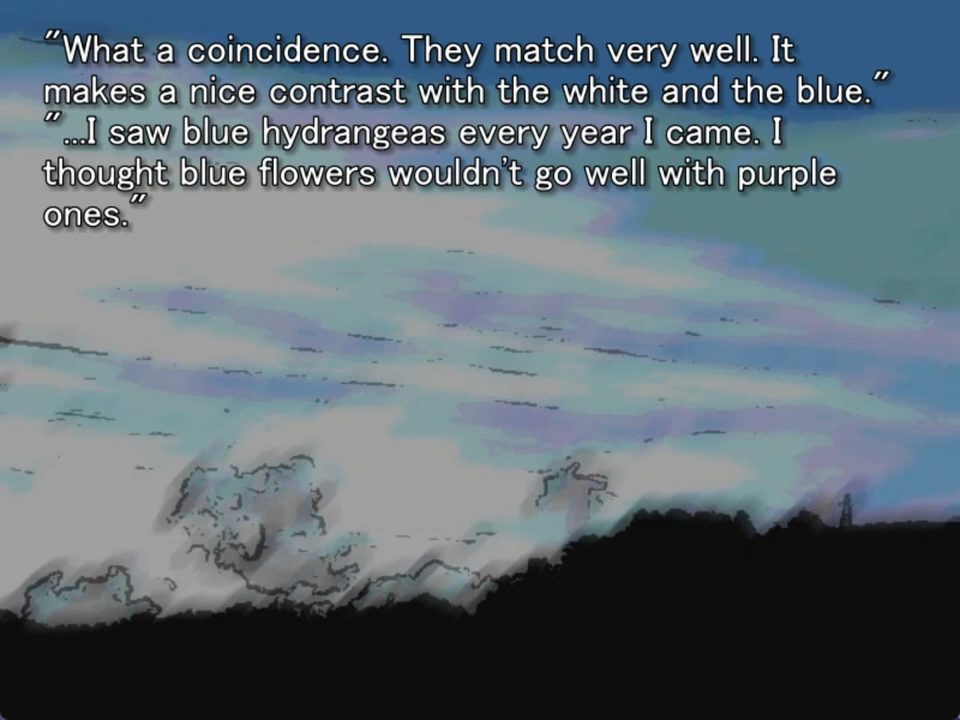 "What a coincidence. They match very well. It
makes a nice contrast with the white and the blue."
"...I saw blue hydrangeas every year I came. I
thought blue flowers wouldn't go well with purple
ones."